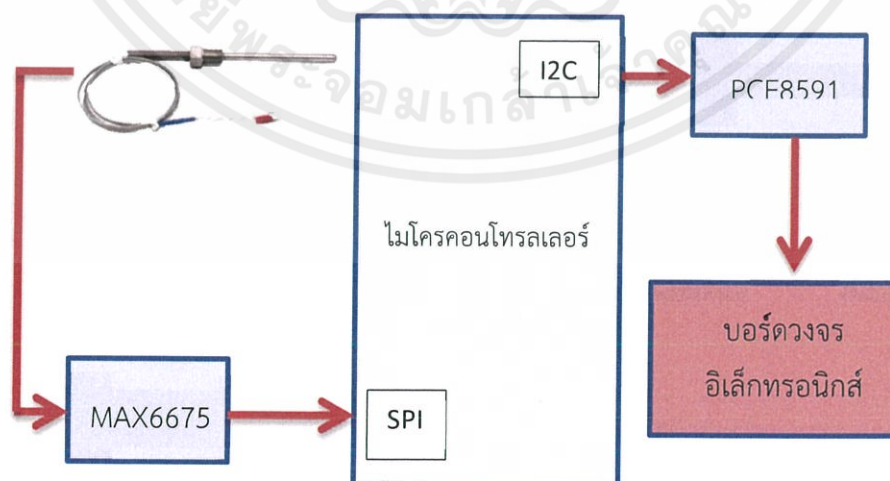 I2C
PCF8591
ไมโครคอนโทรลเลอร์
บอร์ดวงจร
อิเล็กทรอนิกส์
MAX6675
SPI